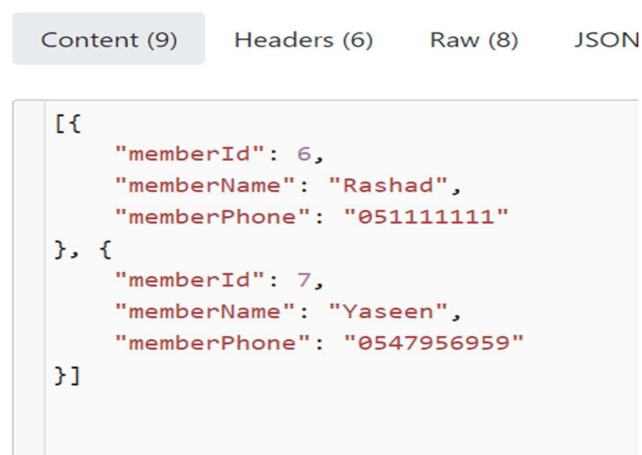 Content (9) Headers (6) Raw (8) JSON
[{
"memberId": 6,
"memberName": "Rashad",
"memberPhone": "051111111"
}, {
"memberId": 7,
"memberName": "Yaseen",
"memberPhone": "0547956959"
}]